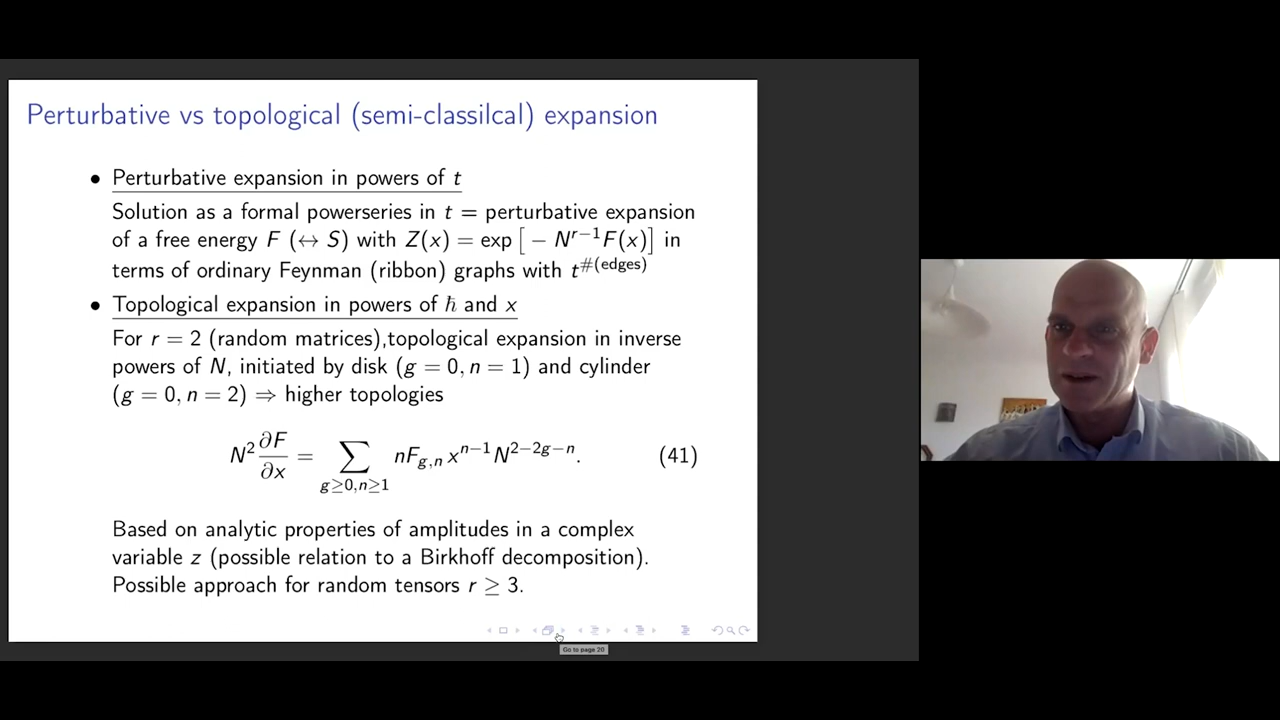 Perturbative vs topological (semi-classilcal) expansion
• Perturbative expansion in powers of t
Solution as a formal powerseries in t = perturbative expansion
of a free energy F (↔ S) with Z(x) = exp [ − N^{r−1}F(x)] in
terms of ordinary Feynman (ribbon) graphs with t^{#(edges)}
• Topological expansion in powers of ℏ and x
For r = 2 (random matrices),topological expansion in inverse
powers of N, initiated by disk (g = 0, n = 1) and cylinder
(g = 0, n = 2) ⇒ higher topologies
N² ∂F/∂x = ∑_{g≥0,n≥1} nF_{g,n} x^{n−1} N^{2−2g−n}. (41)
Based on analytic properties of amplitudes in a complex
variable z (possible relation to a Birkhoff decomposition).
Possible approach for random tensors r ≥ 3.
Go to page 20